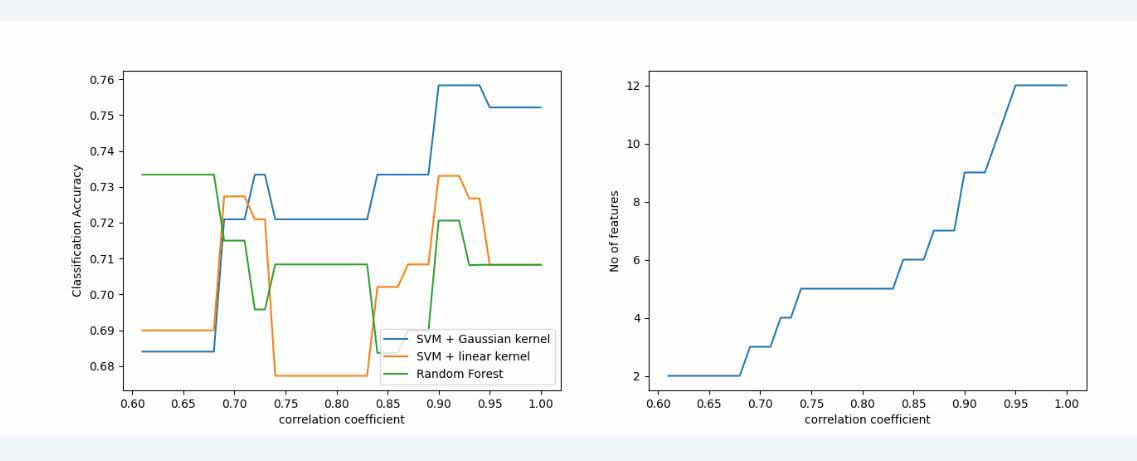 0.76
0.75
0.74
0.73
0.72
0.71
0.70
0.69
0.68
Classification Accuracy
SVM + Gaussian kernel
SVM + linear kernel
Random Forest
0.60 0.65 0.70 0.75 0.80 0.85 0.90 0.95 1.00
correlation coefficient
12
10
8
6
4
2
No of features
0.60 0.65 0.70 0.75 0.80 0.85 0.90 0.95 1.00
correlation coefficient